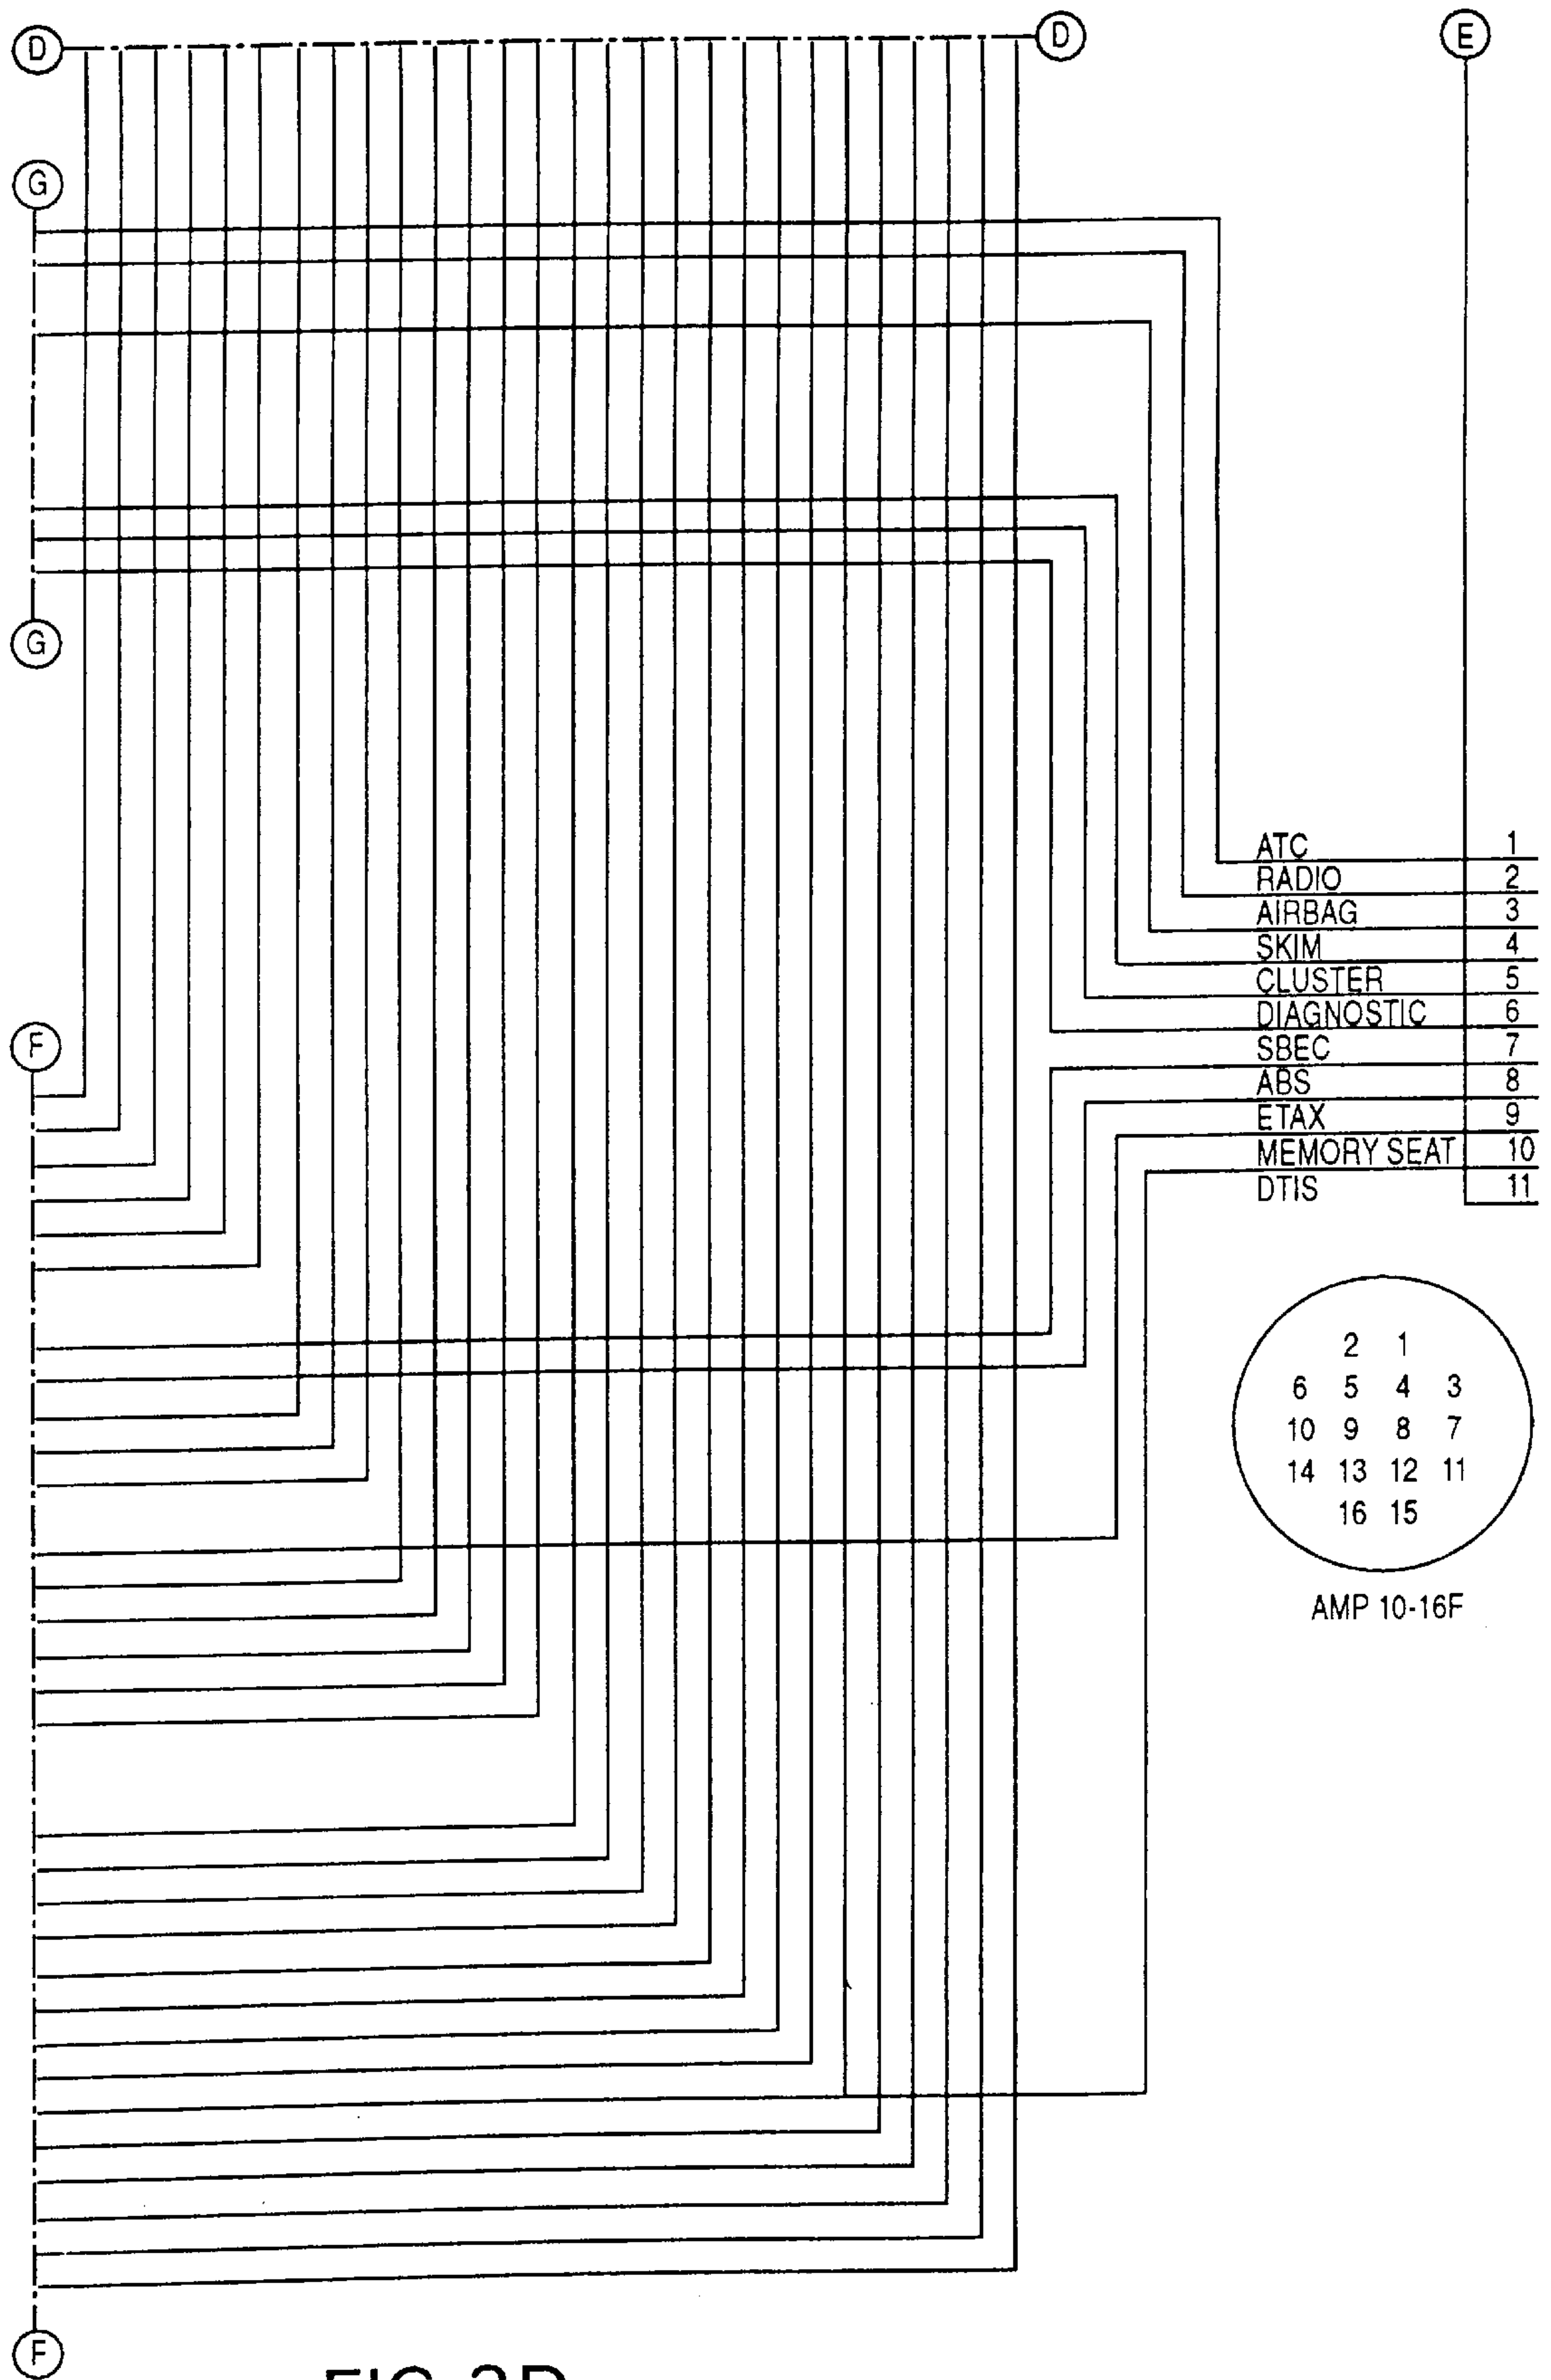 D D E
G
G
ATC 1
RADIO 2
AIRBAG 3
SKIM 4
CLUSTER 5
DIAGNOSTIC 6
SBEC 7
ABS 8
ETAX 9
MEMORY SEAT 10
DTIS 11
F
2 1
6 5 4 3
10 9 8 7
14 13 12 11
16 15
AMP 10-16F
F